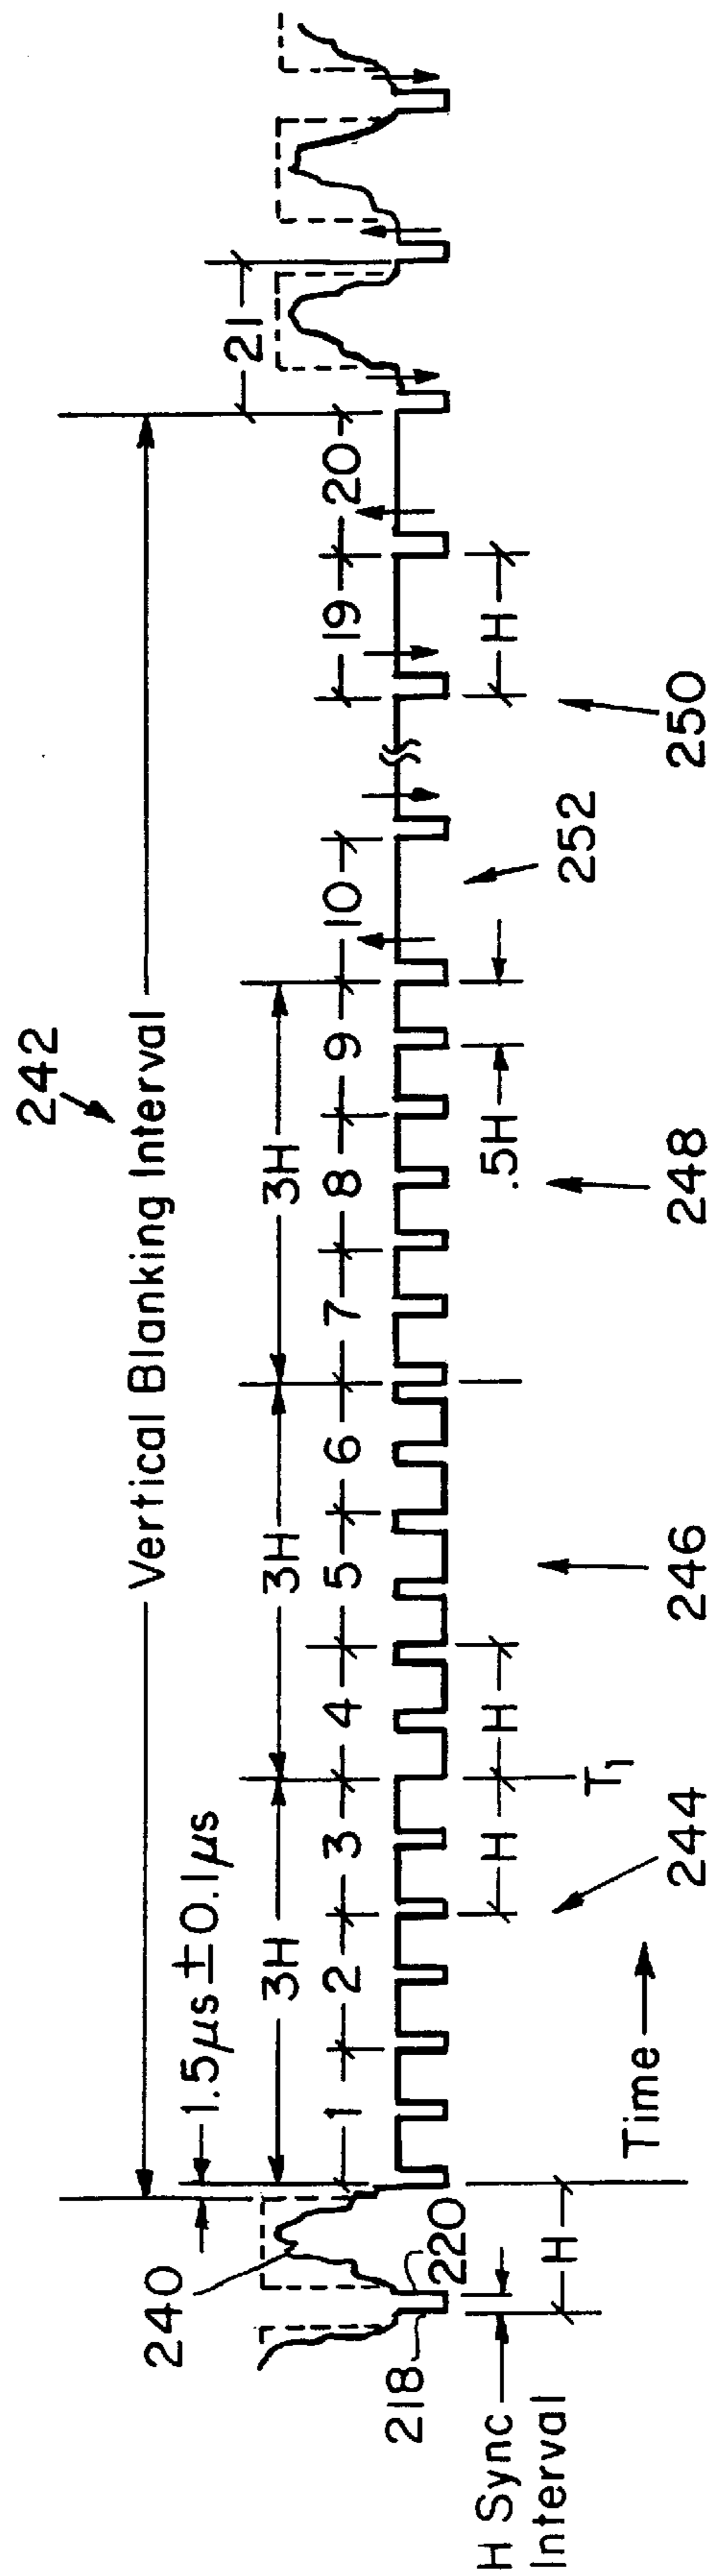 242
Vertical Blanking Interval
1.5μs±0.1μs
3H
3H
3H
21
240
1
2
3
4
5
6
7
8
9
10
19
20
218
220
H Sync
Interval
H
H
H
.5H
H
T1
Time
244
246
248
252
250